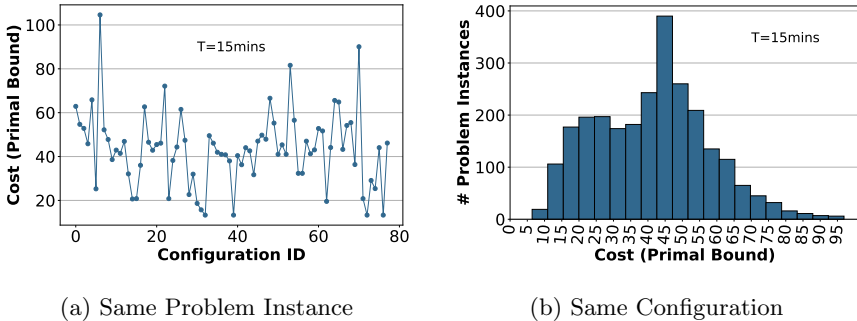 Cost (Primal Bound)
100
80
60
40
20
T=15mins
0 20 40 60 80
Configuration ID
(a) Same Problem Instance
# Problem Instances
400
300
200
100
0
T=15mins
0 5 10 15 20 25 30 35 40 45 50 55 60 65 70 75 80 85 90 95
Cost (Primal Bound)
(b) Same Configuration